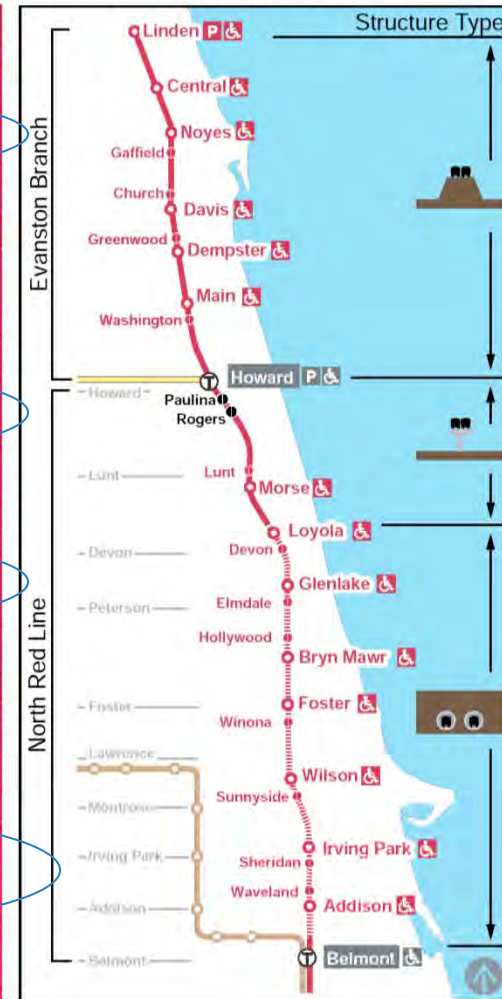 Structure Type
Linden P
Central
Noyes
Gaffield
Church
Davis
Greenwood
Dempster
Main
Washington
Evanston Branch
T Howard P
Howard
Paulina
Rogers
Lunt
Lunt
Morse
Loyola
Devon
Devon
Glenlake
Peterson
Elmdale
Hollywood
Bryn Mawr
Foster
Foster
Winona
North Red Line
Lawrence
Wilson
Sunnyside
Montrose
Irving Park
Irving Park
Sheridan
Waveland
Addison
Addison
T Belmont
Belmont